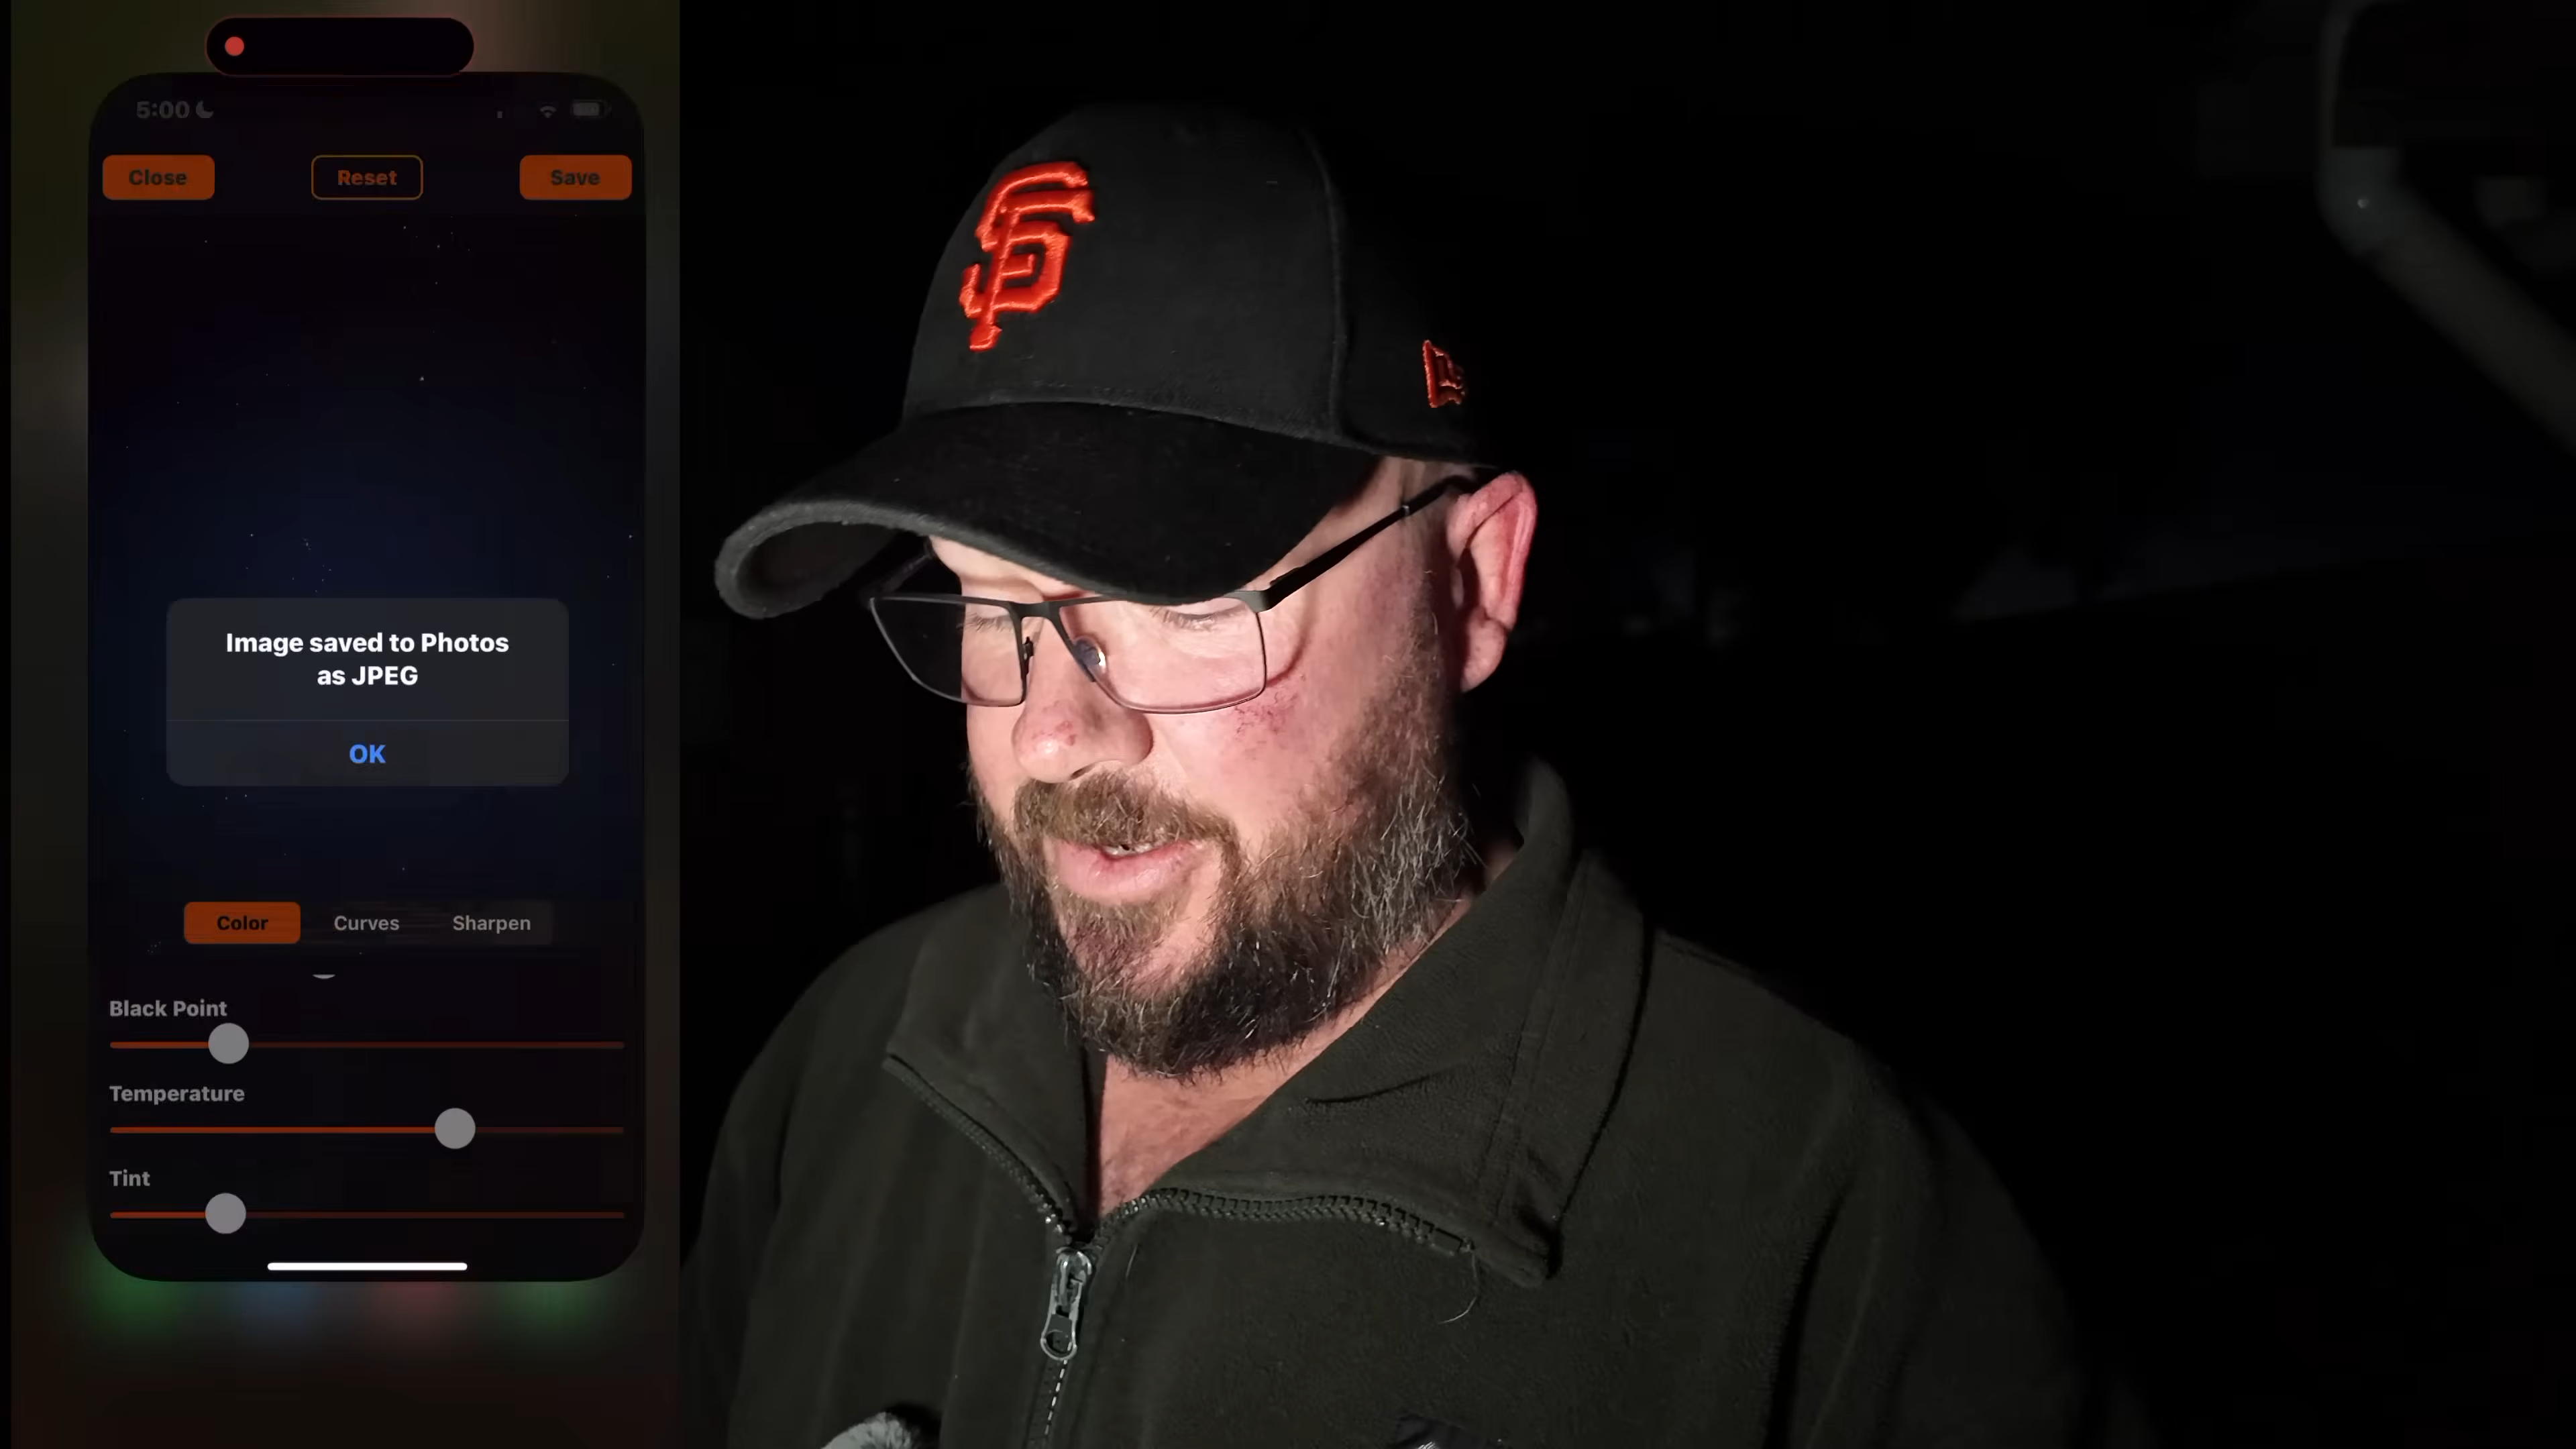 5:00
Close
Reset
Save
Image saved to Photos
as JPEG
OK
Color
Curves
Sharpen
Black Point
Temperature
Tint
SF